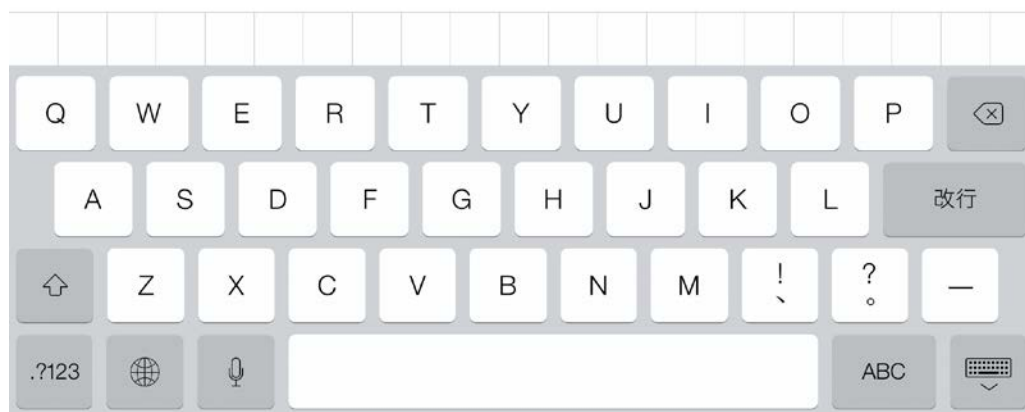 Q W E R T Y U I O P
A S D F G H J K L 改行
Z X C V B N M ! 、 ? 。 ー
.?123 ABC